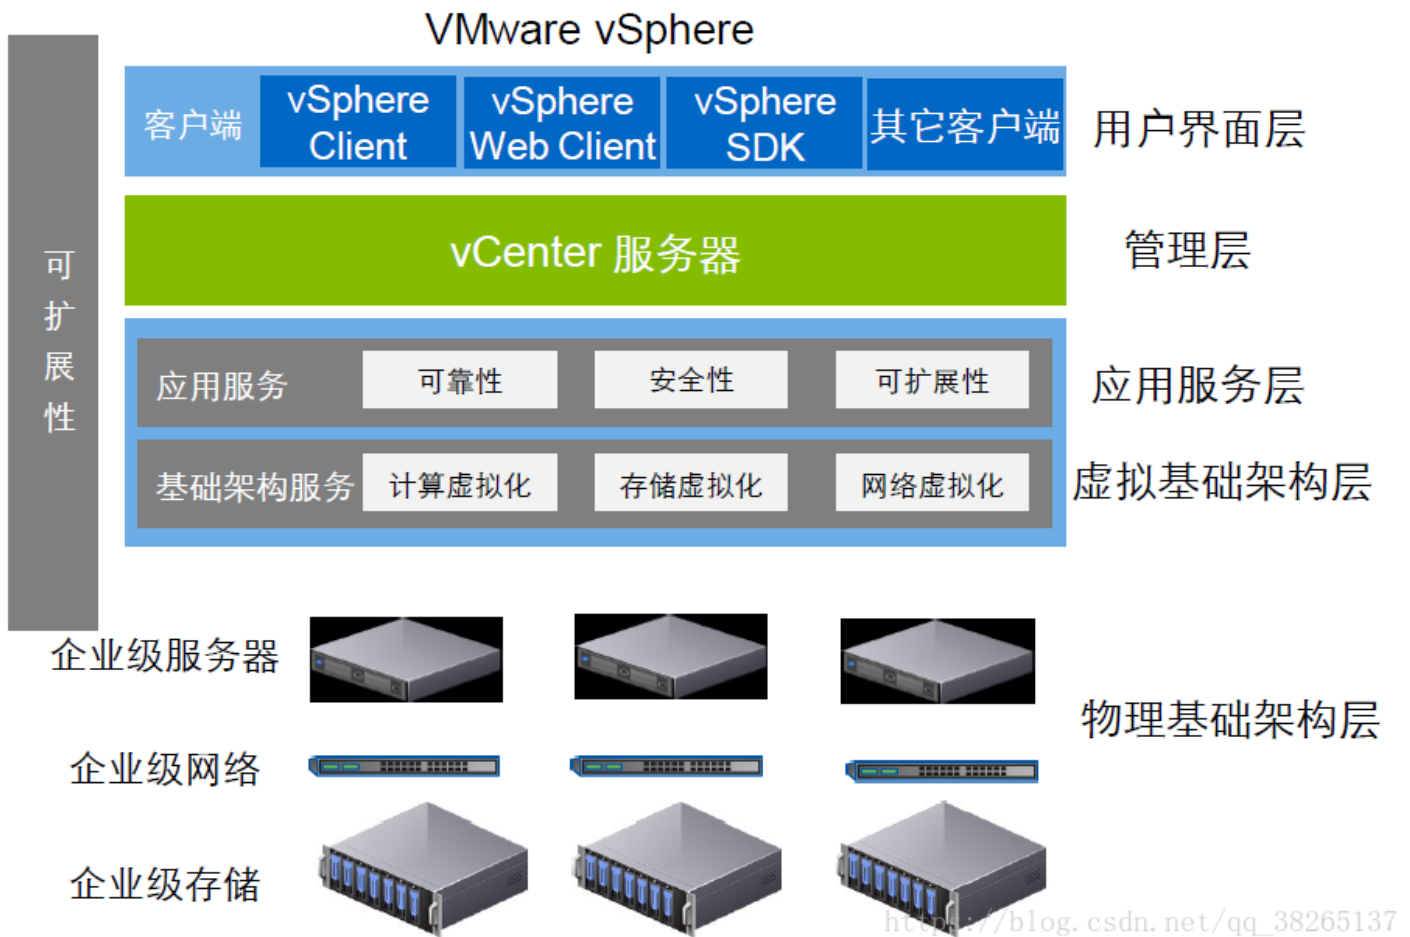 VMware vSphere
可
扩
展
性
客户端
vSphere
Client
vSphere
Web Client
vSphere
SDK
其它客户端
用户界面层
vCenter 服务器
管理层
应用服务
可靠性
安全性
可扩展性
应用服务层
基础架构服务
计算虚拟化
存储虚拟化
网络虚拟化
虚拟基础架构层
企业级服务器
物理基础架构层
企业级网络
企业级存储
https://blog.csdn.net/qq_38265137